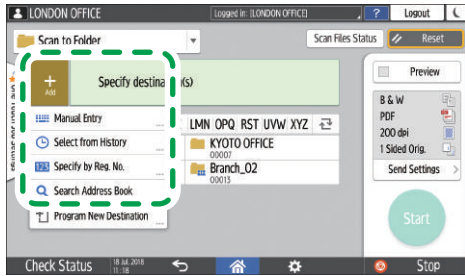 LONDON OFFICE
Logged in: [LONDON OFFICE]
?
Logout
Scan to Folder
Scan Files Status
Reset
Add
Specify destina
(s)
Preview
Manual Entry
LMN OPQ RST UVW XYZ
B & W
PDF
200 dpi
1 Sided Orig.
Select from History
KYOTO OFFICE
00007
Specify by Reg. No.
Branch_02
00013
Send Settings
Search Address Book
Program New Destination
Start
Check Status
18 Jul. 2018
11:18
Stop